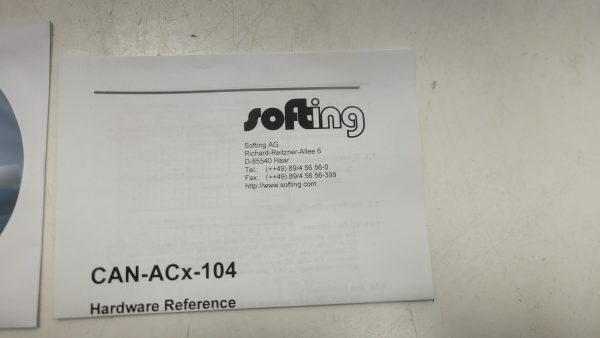 softing
Softing AG
Richard-Reitzner-Allee 6
D-85540 Haar
Tel.: (++49) 89/4 56 56-0
Fax.: (++49) 89/4 56 56-399
http://www.softing.com
CAN-ACx-104
Hardware Reference